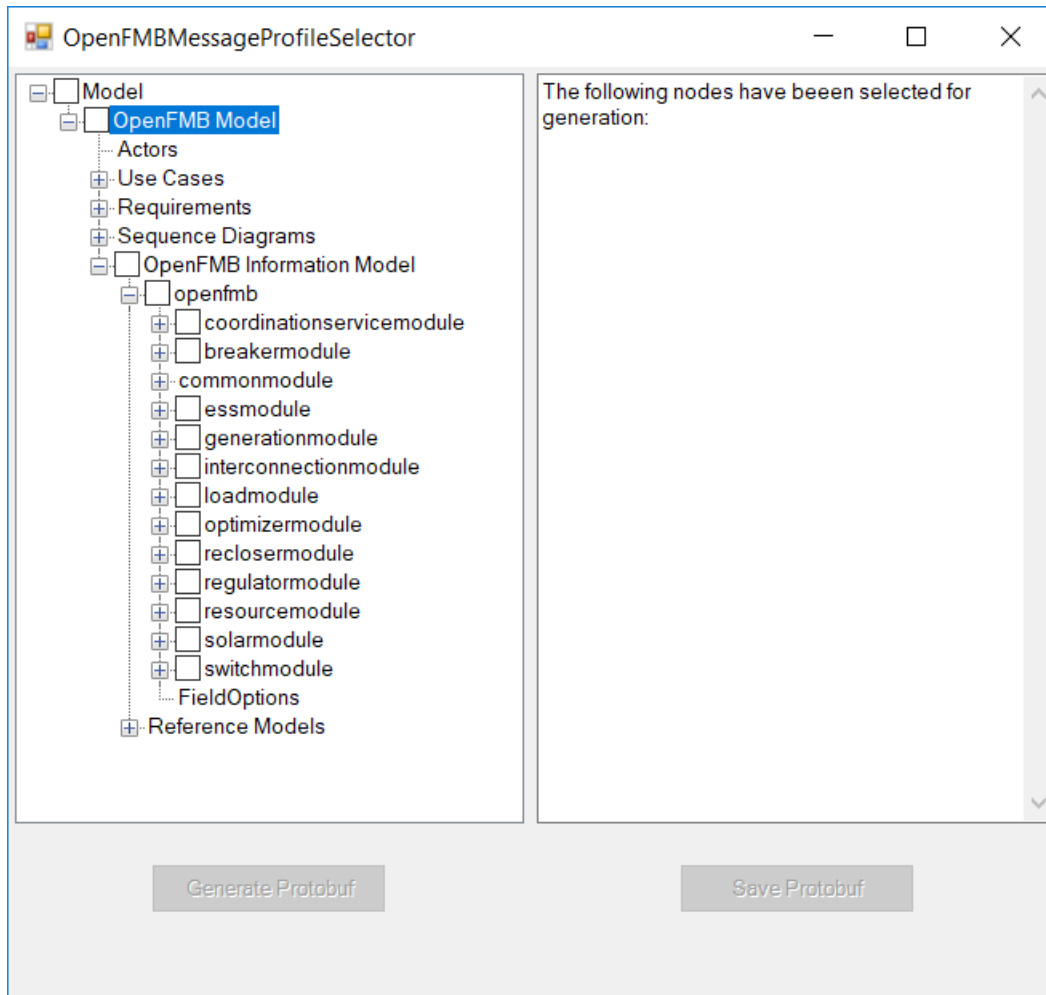 OpenFMBMessageProfileSelector
Model
OpenFMB Model
Actors
Use Cases
Requirements
Sequence Diagrams
OpenFMB Information Model
openfmb
coordinationservicemodule
breakermodule
commonmodule
essmodule
generationmodule
interconnectionmodule
loadmodule
optimizermodule
reclosermodule
regulatormodule
resourcemodule
solarmodule
switchmodule
FieldOptions
Reference Models
The following nodes have beeen selected for
generation:
Generate Protobuf
Save Protobuf